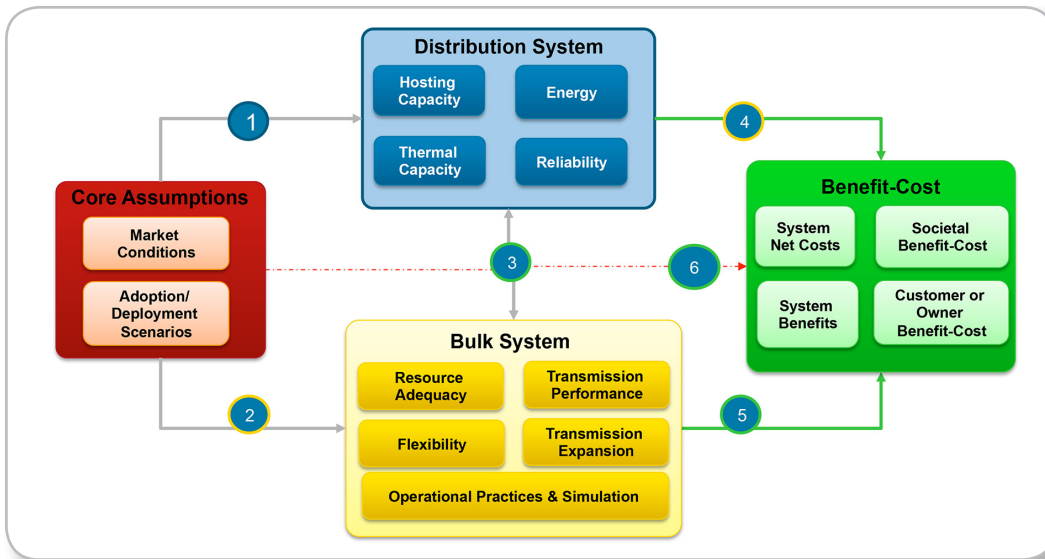 Distribution System
Hosting
Capacity
Energy
Thermal
Capacity
Reliability
1
4
Core Assumptions
Market
Conditions
Adoption/
Deployment
Scenarios
3
6
Benefit-Cost
System
Net Costs
Societal
Benefit-Cost
System
Benefits
Customer or
Owner
Benefit-Cost
2
5
Bulk System
Resource
Adequacy
Transmission
Performance
Flexibility
Transmission
Expansion
Operational Practices & Simulation